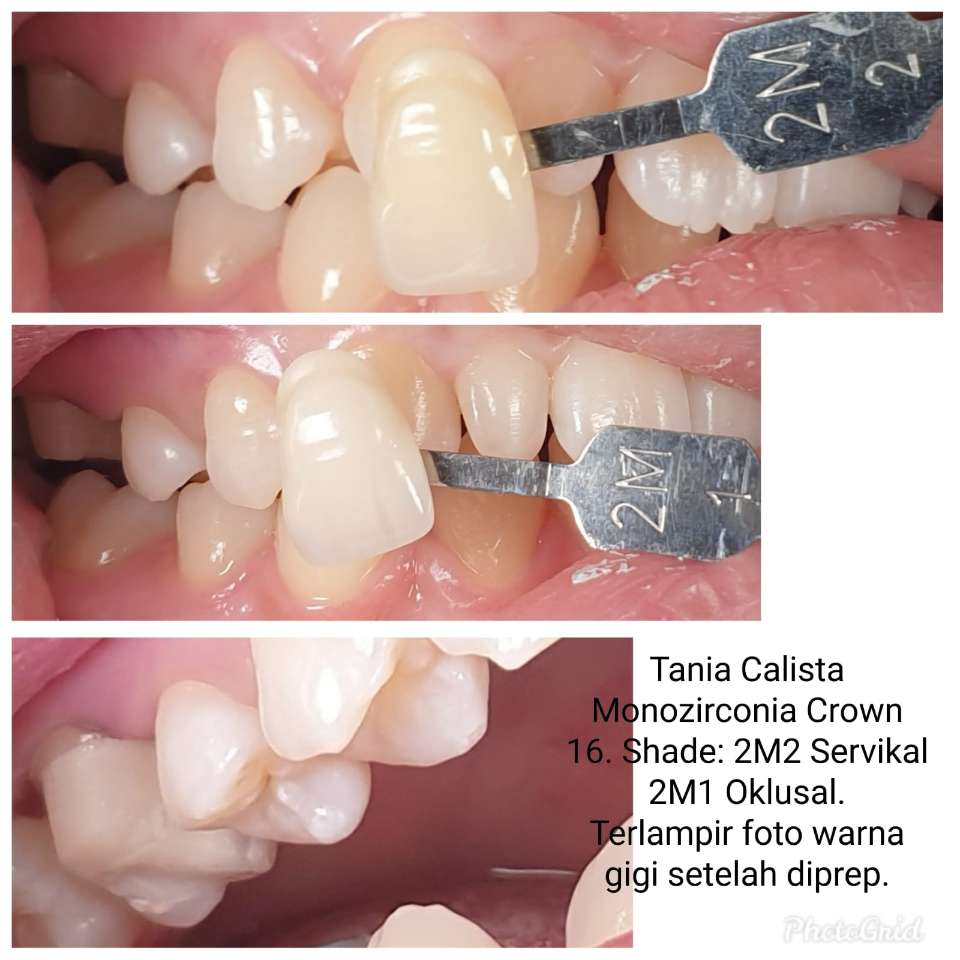 2M
2
2M
1
Tania Calista
Monozirconia Crown
16. Shade: 2M2 Servikal
2M1 Oklusal.
Terlampir foto warna
gigi setelah diprep.
PhotoGrid